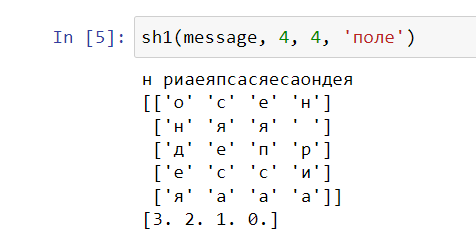 In [5]: sh1(message, 4, 4, 'поле')
н риаеяпсасяесаондея
[['о' 'с' 'е' 'н']
['н' 'я' 'я' ' ']
['д' 'е' 'п' 'р']
['е' 'с' 'с' 'и']
['я' 'а' 'а' 'а']]
[3. 2. 1. 0.]